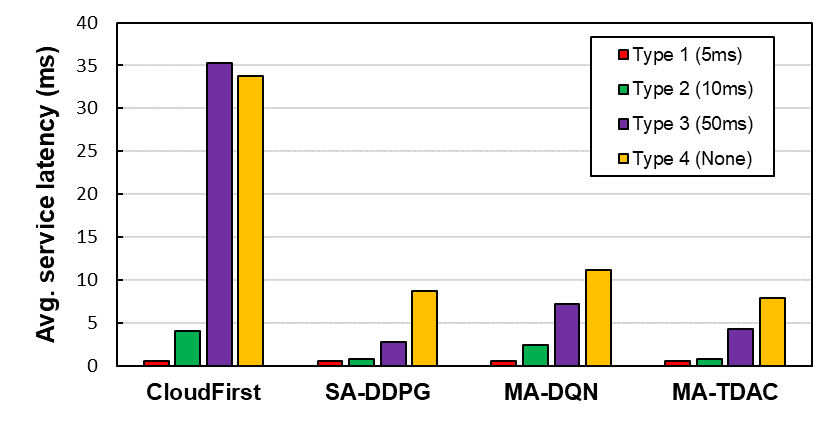 Avg. service latency (ms)
40
35
30
25
20
15
10
5
0
Type 1 (5ms)
Type 2 (10ms)
Type 3 (50ms)
Type 4 (None)
CloudFirst
SA-DDPG
MA-DQN
MA-TDAC